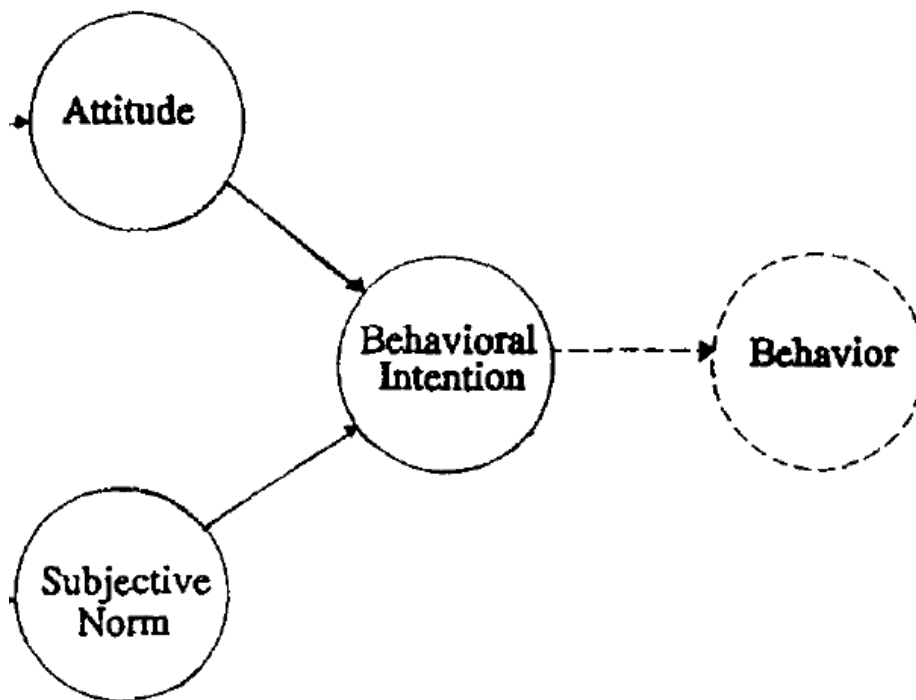 Attitude
Behavioral
Intention
Behavior
Subjective
Norm